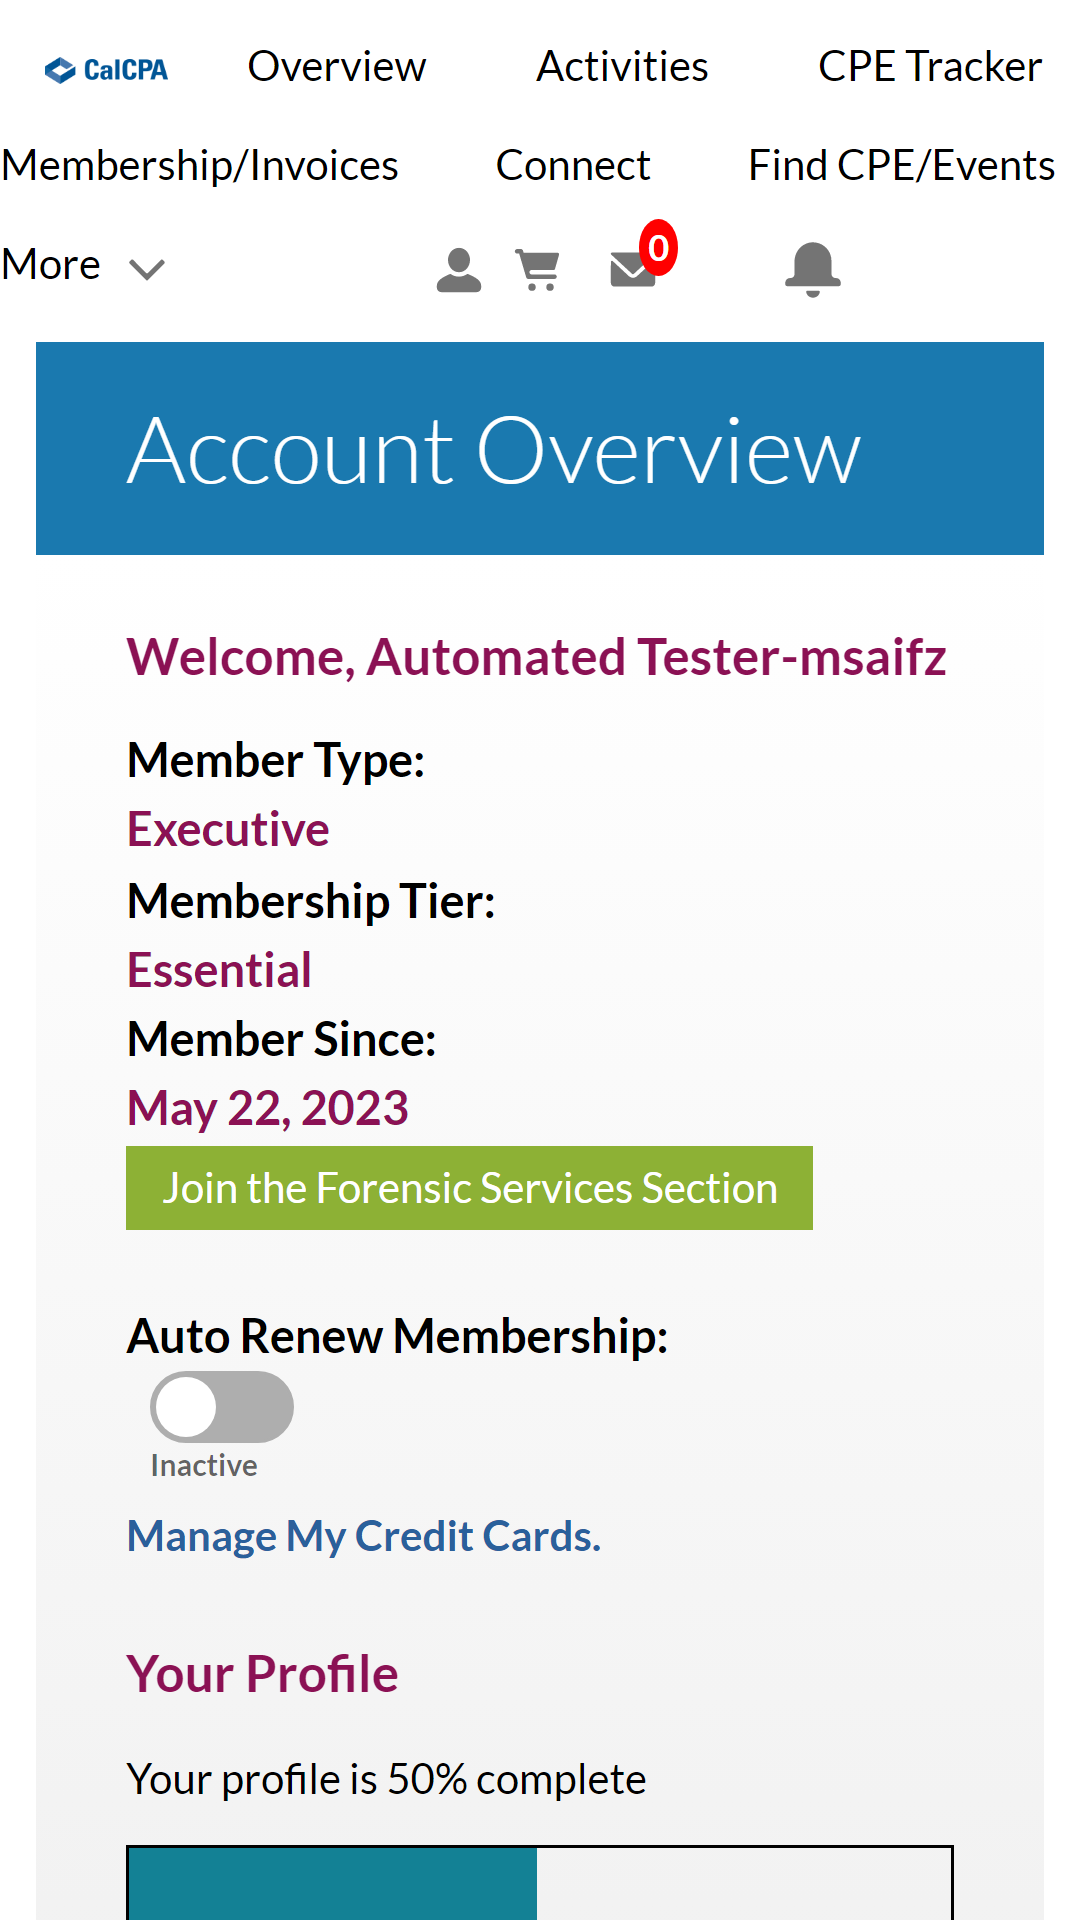 CalCPA Overview Activities CPE Tracker
Membership/Invoices Connect Find CPE/Events
More 0
Account Overview
Welcome, Automated Tester-msaifz
Member Type:
Executive
Membership Tier:
Essential
Member Since:
May 22, 2023
Join the Forensic Services Section
Auto Renew Membership:
Inactive
Manage My Credit Cards.
Your Profile
Your profile is 50% complete